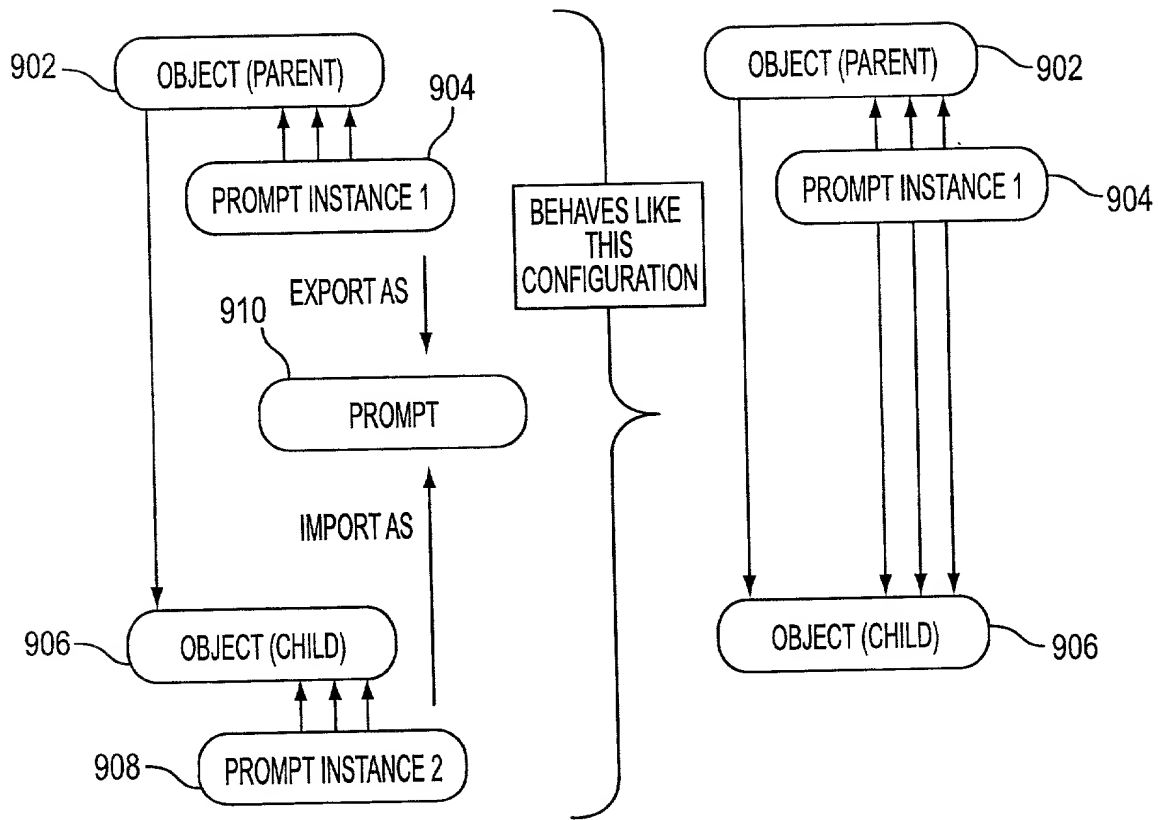 902
OBJECT (PARENT)
904
PROMPT INSTANCE 1
EXPORT AS
910
PROMPT
IMPORT AS
906
OBJECT (CHILD)
908
PROMPT INSTANCE 2
BEHAVES LIKE
THIS
CONFIGURATION
OBJECT (PARENT)
902
PROMPT INSTANCE 1
904
OBJECT (CHILD)
906